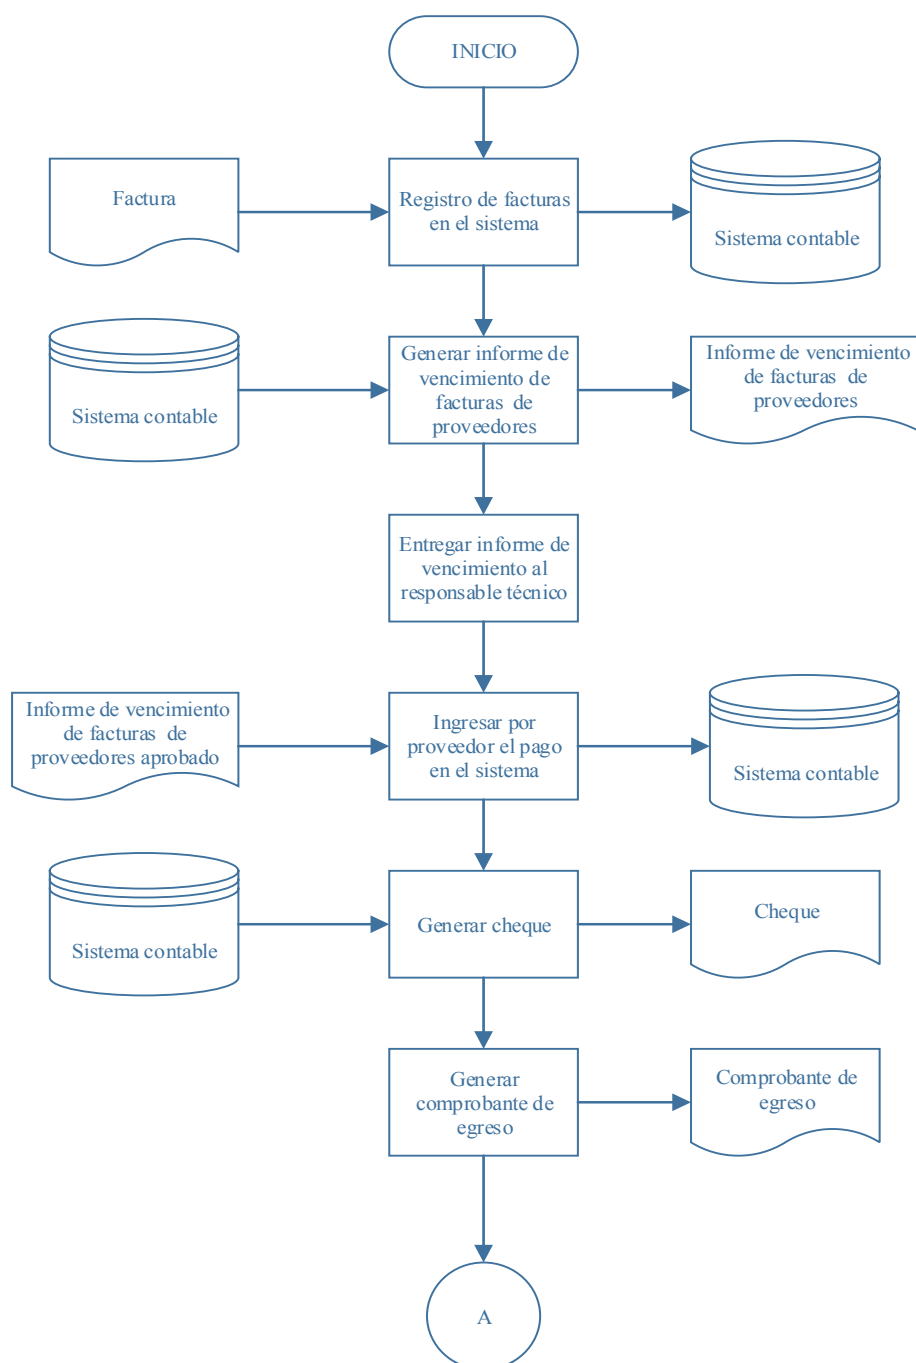 INICIO
Factura
Registro de facturas
en el sistema
Sistema contable
Sistema contable
Generar informe de
vencimiento de
facturas de
proveedores
Informe de vencimiento
de facturas de
proveedores
Entregar informe de
vencimiento al
responsable técnico
Informe de vencimiento
de facturas de
proveedores aprobado
Ingresar por
proveedor el pago
en el sistema
Sistema contable
Sistema contable
Generar cheque
Cheque
Generar
comprobante de
egreso
Comprobante de
egreso
A